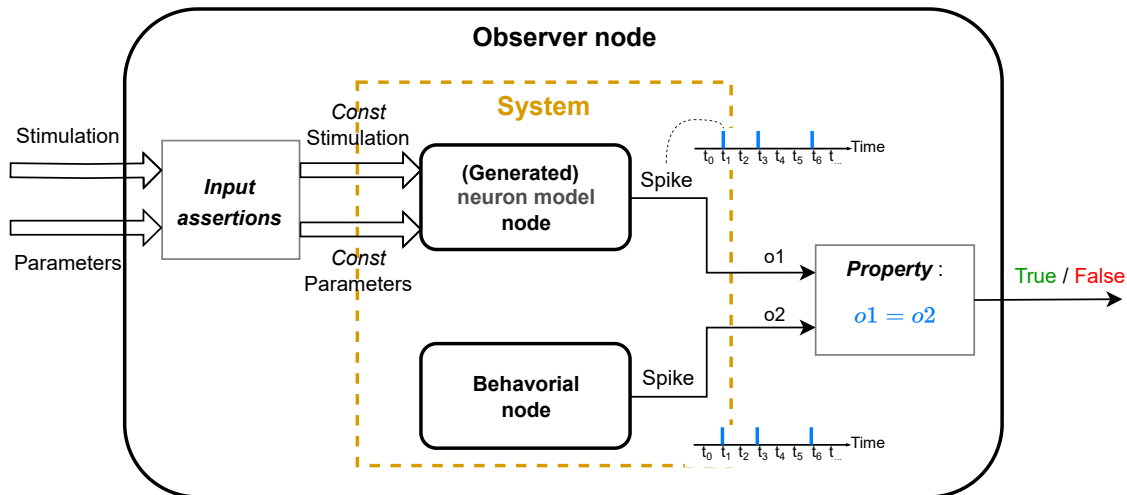 Observer node
System
Stimulation
Parameters
Input
assertions
Const
Stimulation
Const
Parameters
(Generated)
neuron model
node
Spike
t0 t1 t2 t3 t4 t5 t6 t... Time
o1
Property :
o1 = o2
True / False
o2
Behavorial
node
Spike
t0 t1 t2 t3 t4 t5 t6 t... Time